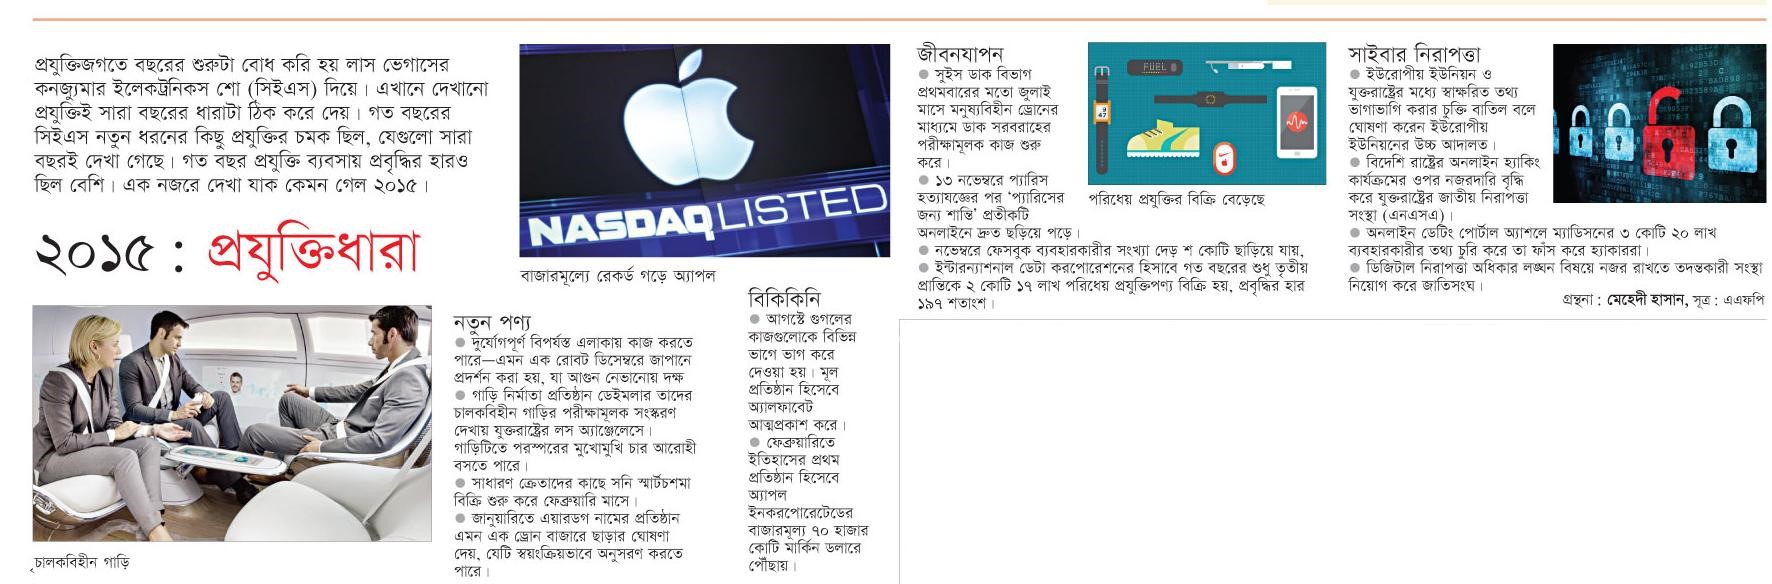 প্রযুক্তিজগতে বছরের শুরুটা বোধ করি হয় লাস ভেগাসের
কনজ্যুমার ইলেকট্রনিকস শো (সিইএস) দিয়ে। এখানে দেখানো
প্রযুক্তিই সারা বছরের ধারাটা ঠিক করে দেয়। গত বছরের
সিইএস নতুন ধরনের কিছু প্রযুক্তির চমক ছিল, যেগুলো সারা
বছরই দেখা গেছে। গত বছর প্রযুক্তি ব্যবসায় প্রবৃদ্ধির হারও
ছিল বেশি। এক নজরে দেখা যাক কেমন গেল ২০১৫।
২০১৫ : প্রযুক্তিধারা
চালকবিহীন গাড়ি
NASDAQ LISTED
বাজারমূল্যে রেকর্ড গড়ে অ্যাপল
নতুন পণ্য
● দুর্যোগপূর্ণ বিপর্যস্ত এলাকায় কাজ করতে
পারে—এমন এক রোবট ডিসেম্বরে জাপানে
প্রদর্শন করা হয়, যা আগুন নেভানোয় দক্ষ
● গাড়ি নির্মাতা প্রতিষ্ঠান ডেইমলার তাদের
চালকবিহীন গাড়ির পরীক্ষামূলক সংস্করণ
দেখায় যুক্তরাষ্ট্রের লস অ্যাঞ্জেলেসে।
গাড়িটিতে পরস্পরের মুখোমুখি চার আরোহী
বসতে পারে।
● সাধারণ ক্রেতাদের কাছে সনি স্মার্টচশমা
বিক্রি শুরু করে ফেব্রুয়ারি মাসে।
● জানুয়ারিতে এয়ারডগ নামের প্রতিষ্ঠান
এমন এক ড্রোন বাজারে ছাড়ার ঘোষণা
দেয়, যেটি স্বয়ংক্রিয়ভাবে অনুসরণ করতে
পারে।
বিকিকিনি
● আগস্টে গুগলের
কাজগুলোকে বিভিন্ন
ভাগে ভাগ করে
দেওয়া হয়। মূল
প্রতিষ্ঠান হিসেবে
অ্যালফাবেট
আত্মপ্রকাশ করে।
● ফেব্রুয়ারিতে
ইতিহাসের প্রথম
প্রতিষ্ঠান হিসেবে
অ্যাপল
ইনকরপোরেটেডের
বাজারমূল্য ৭০ হাজার
কোটি মার্কিন ডলারে
পৌঁছায়।
জীবনযাপন
● সুইস ডাক বিভাগ
প্রথমবারের মতো জুলাই
মাসে মনুষ্যবিহীন ড্রোনের
মাধ্যমে ডাক সরবরাহের
পরীক্ষামূলক কাজ শুরু
করে।
● ১৩ নভেম্বরে প্যারিস
হত্যাযজ্ঞের পর ‘প্যারিসের
জন্য শান্তি’ প্রতীকটি
অনলাইনে দ্রুত ছড়িয়ে পড়ে।
● নভেম্বরে ফেসবুক ব্যবহারকারীর সংখ্যা দেড় শ কোটি ছাড়িয়ে যায়,
● ইন্টারন্যাশনাল ডেটা করপোরেশনের হিসাবে গত বছরের শুধু তৃতীয়
প্রান্তিকে ২ কোটি ১৭ লাখ পরিধেয় প্রযুক্তিপণ্য বিক্রি হয়, প্রবৃদ্ধির হার
১৯৭ শতাংশ।
FUEL
9
47
পরিধেয় প্রযুক্তির বিক্রি বেড়েছে
সাইবার নিরাপত্তা
● ইউরোপীয় ইউনিয়ন ও
যুক্তরাষ্ট্রের মধ্যে স্বাক্ষরিত তথ্য
ভাগাভাগি করার চুক্তি বাতিল বলে
ঘোষণা করেন ইউরোপীয়
ইউনিয়নের উচ্চ আদালত।
● বিদেশি রাষ্ট্রের অনলাইন হ্যাকিং
কার্যক্রমের ওপর নজরদারি বৃদ্ধি
করে যুক্তরাষ্ট্রের জাতীয় নিরাপত্তা
সংস্থা (এনএসএ)।
● অনলাইন ডেটিং পোর্টাল অ্যাশলে ম্যাডিসনের ৩ কোটি ২০ লাখ
ব্যবহারকারীর তথ্য চুরি করে তা ফাঁস করে হ্যাকাররা।
● ডিজিটাল নিরাপত্তা অধিকার লঙ্ঘন বিষয়ে নজর রাখতে তদন্তকারী সংস্থা
নিয়োগ করে জাতিসংঘ।
গ্রন্থনা : মেহেদী হাসান, সূত্র : এএফপি